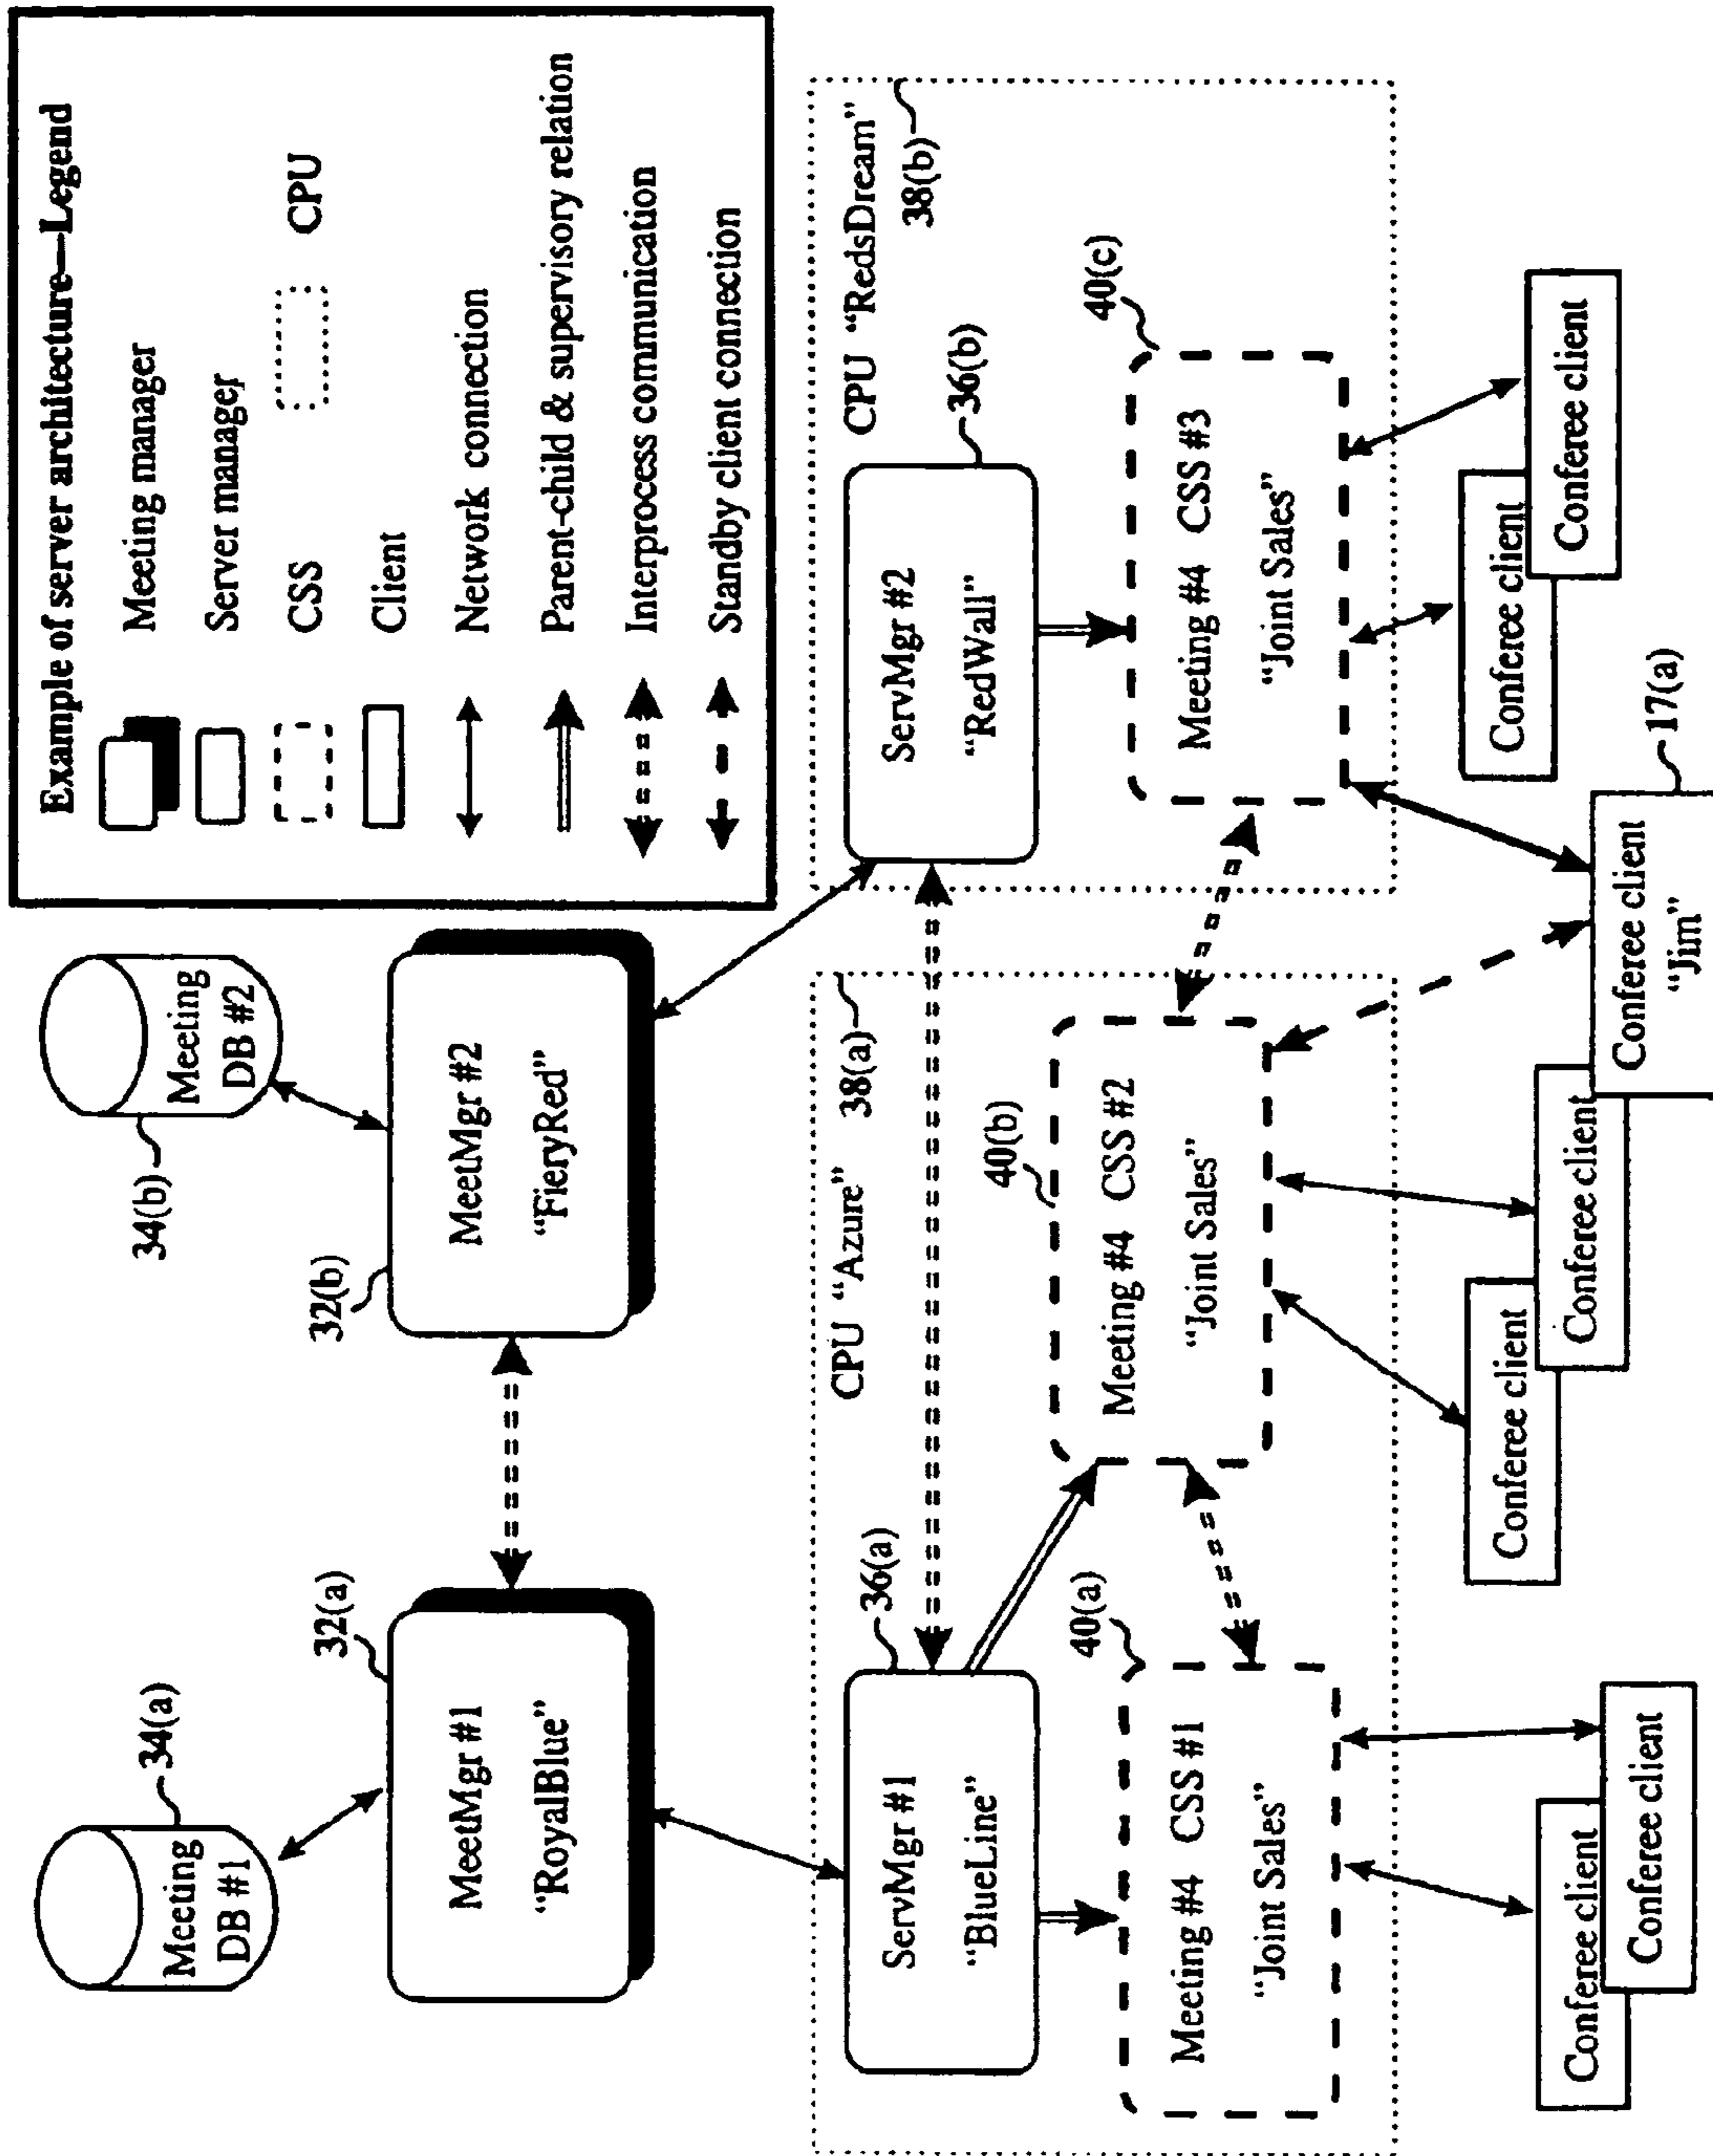 Example of server architecture—Legend
Meeting manager
Server manager
CSS
CPU
Client
Network connection
Parent-child & supervisory relation
Interprocess communication
Standby client connection
34(a)
Meeting
DB #1
34(b)
Meeting
DB #2
32(a)
MeetMgr #1
"RoyalBlue"
32(b)
MeetMgr #2
"FieryRed"
CPU "Azure"
38(a)
CPU "RedsDream"
38(b)
36(a)
ServMgr #1
"BlueLine"
36(b)
ServMgr #2
"RedWall"
40(a)
Meeting #4 CSS #1
"Joint Sales"
40(b)
Meeting #4 CSS #2
"Joint Sales"
40(c)
Meeting #4 CSS #3
"Joint Sales"
Conferee client
Conferee client
Conferee client
Conferee client
Conferee client
"Jim"
17(a)
Conferee client
Conferee client